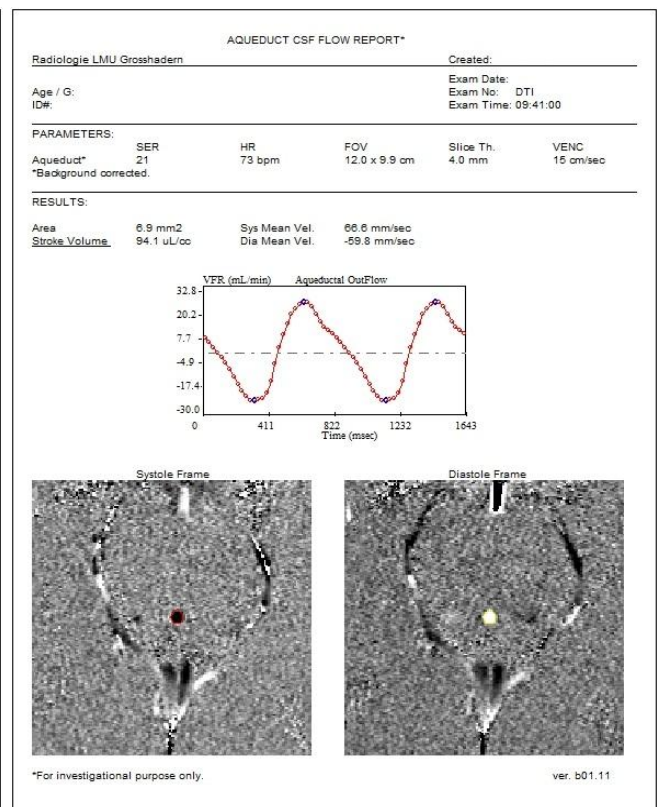 AQUEDUCT CSF FLOW REPORT*
Radiologie LMU Grosshadern Created:
Exam Date:
Age / G: Exam No: DTI
ID#: Exam Time: 09:41:00
PARAMETERS:
SER HR FOV Slice Th. VENC
Aqueduct* 21 73 bpm 12.0 x 9.9 cm 4.0 mm 15 cm/sec
*Background corrected.
RESULTS:
Area 6.9 mm2 Sys Mean Vel. 66.6 mm/sec
Stroke Volume 94.1 uL/cc Dia Mean Vel. -59.8 mm/sec
VFR (mL/min) Aqueductal OutFlow
32.8
20.2
7.7
-4.9
-17.4
-30.0
0 411 822 1232 1643
Time (msec)
Systole Frame Diastole Frame
*For investigational purpose only. ver. b01.11